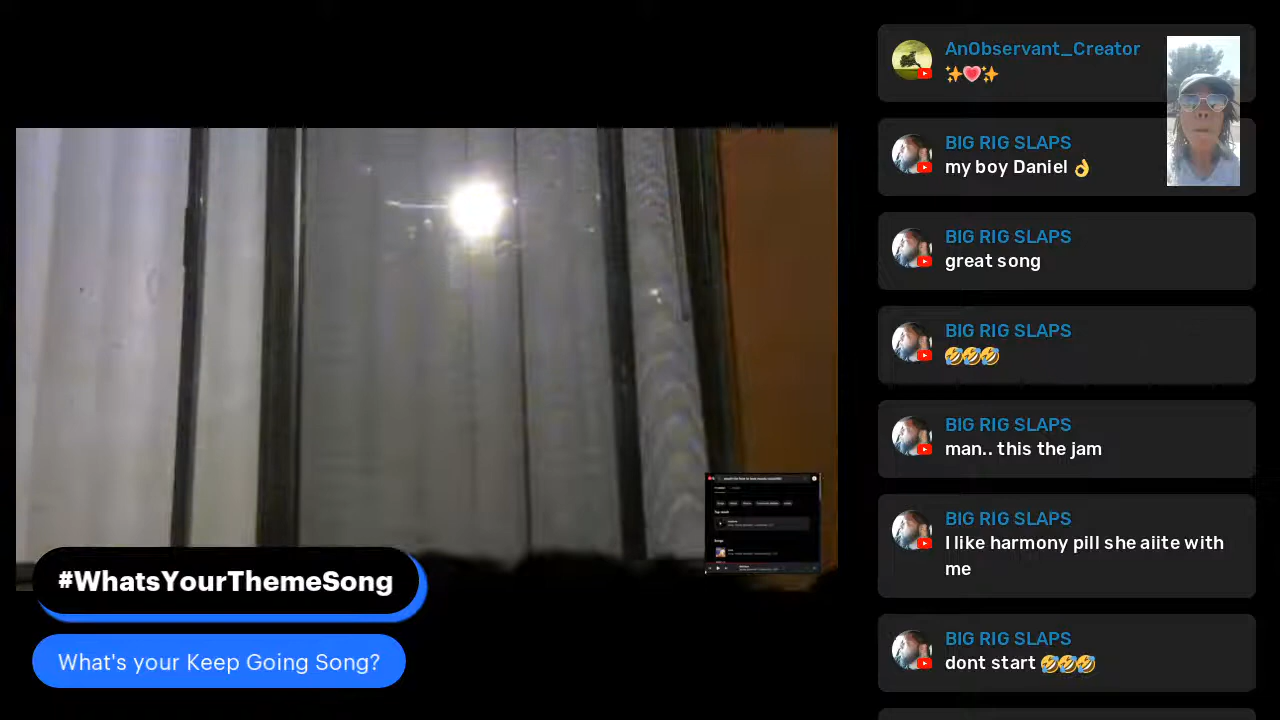 AnObservant_Creator
✨💗✨
BIG RIG SLAPS
my boy Daniel 👌
BIG RIG SLAPS
great song
BIG RIG SLAPS
🤣🤣🤣
BIG RIG SLAPS
man.. this the jam
BIG RIG SLAPS
I like harmony pill she aiite with
me
BIG RIG SLAPS
dont start 🤣🤣🤣
#WhatsYourThemeSong
What's your Keep Going Song?